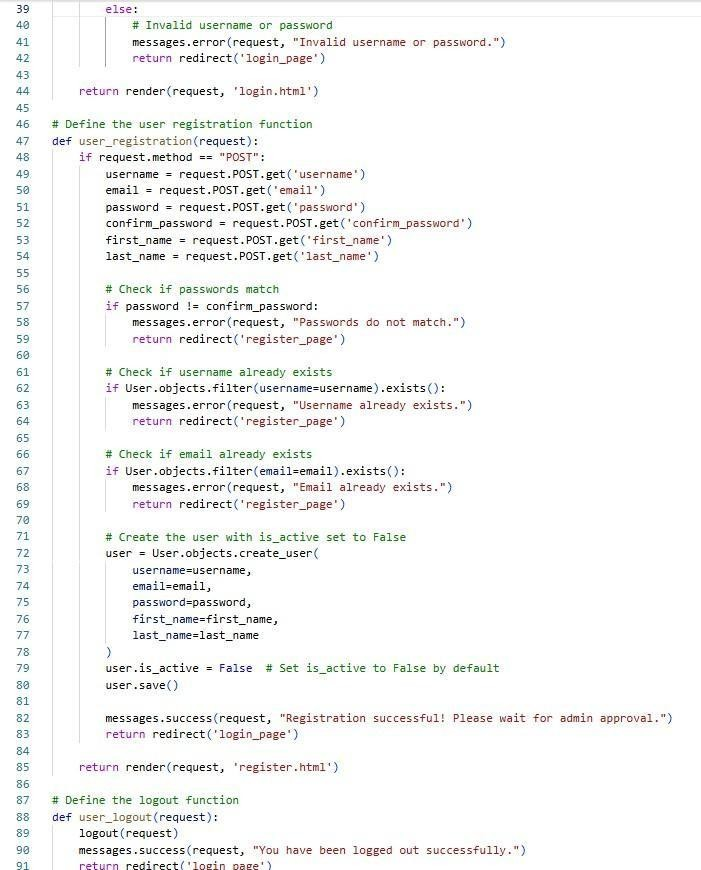 39 else:
40 # Invalid username or password
41 messages.error(request, "Invalid username or password.")
42 return redirect('login_page')
43
44 return render(request, 'login.html')
45
46 # Define the user registration function
47 def user_registration(request):
48 if request.method == "POST":
49 username = request.POST.get('username')
50 email = request.POST.get('email')
51 password = request.POST.get('password')
52 confirm_password = request.POST.get('confirm_password')
53 first_name = request.POST.get('first_name')
54 last_name = request.POST.get('last_name')
55
56 # Check if passwords match
57 if password != confirm_password:
58 messages.error(request, "Passwords do not match.")
59 return redirect('register_page')
60
61 # Check if username already exists
62 if User.objects.filter(username=username).exists():
63 messages.error(request, "Username already exists.")
64 return redirect('register_page')
65
66 # Check if email already exists
67 if User.objects.filter(email=email).exists():
68 messages.error(request, "Email already exists.")
69 return redirect('register_page')
70
71 # Create the user with is_active set to False
72 user = User.objects.create_user(
73 username=username,
74 email=email,
75 password=password,
76 first_name=first_name,
77 last_name=last_name
78 )
79 user.is_active = False # Set is_active to False by default
80 user.save()
81
82 messages.success(request, "Registration successful! Please wait for admin approval.")
83 return redirect('login_page')
84
85 return render(request, 'register.html')
86
87 # Define the logout function
88 def user_logout(request):
89 logout(request)
90 messages.success(request, "You have been logged out successfully.")
91 return redirect('login_page')